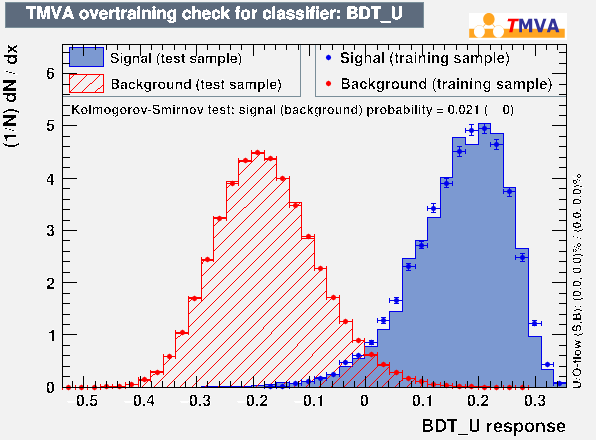 TMVA overtraining check for classifier: BDT_U
TMVA
(1/N) dN / dx
Signal (test sample)
Background (test sample)
Signal (training sample)
Background (training sample)
Kolmogorov-Smirnov test: signal (background) probability = 0.021 ( 0)
6
5
4
3
2
1
0
0.5 0.4 0.3 0.2 0.1 0 0.1 0.2 0.3
BDT_U response
U/O-flow (S,B): (0.0, 0.0)% / (0.0, 0.0)%